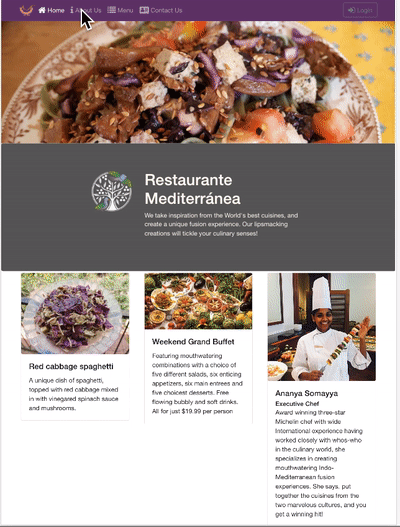 Home About Us Menu Contact Us Login
Restaurante
Mediterránea
We take inspiration from the World's best cuisines, and
create a unique fusion experience. Our lipsmacking
creations will tickle your culinary senses!
Red cabbage spaghetti
A unique dish of spaghetti,
topped with red cabbage mixed
in with vinegared spinach sauce
and mushrooms.
Weekend Grand Buffet
Featuring mouthwatering
combinations with a choice of
five different salads, six enticing
appetizers, six main entrees and
five choicest desserts. Free
flowing bubbly and soft drinks.
All for just $19.99 per person
Ananya Somayya
Executive Chef
Award winning three-star
Michelin chef with wide
International experience having
worked closely with whos-who
in the culinary world, she
specializes in creating
mouthwatering Indo-
Mediterranean fusion
experiences. She says, put
together the cuisines from the
two marvelous cultures, and you
get a winning hit!